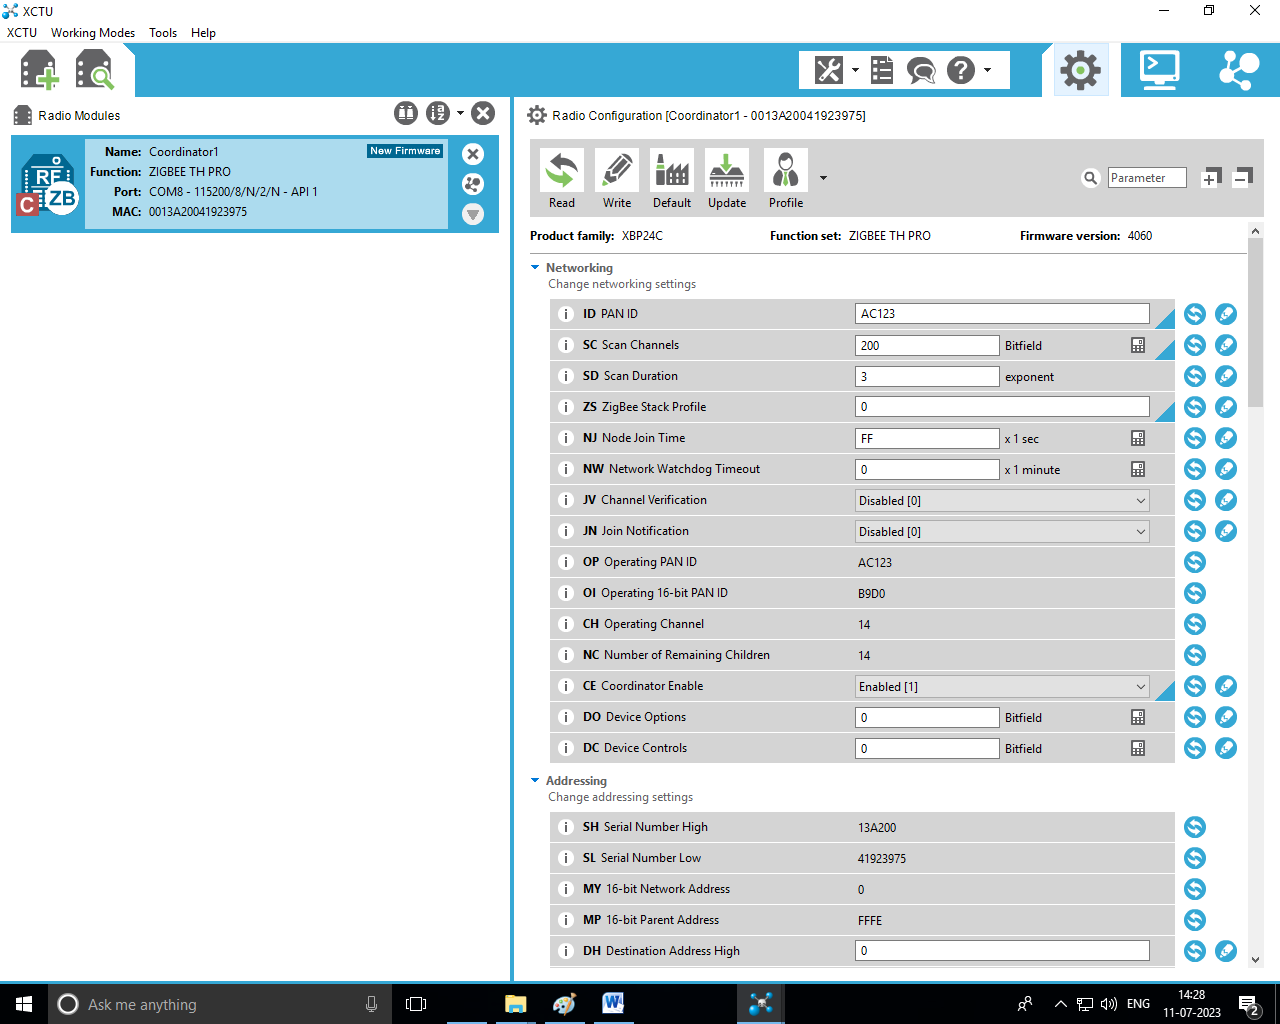 XCTU
XCTU Working Modes Tools Help
Radio Modules
Radio Configuration [Coordinator1 - 0013A20041923975]
Name: Coordinator1
New Firmware
Function: ZIGBEE TH PRO
Port: COM8 - 115200/8/N/2/N - API 1
MAC: 0013A20041923975
RF
C
ZB
Read Write Default Update Profile
Parameter
Product family: XBP24C Function set: ZIGBEE TH PRO Firmware version: 4060
Networking
Change networking settings
i ID PAN ID AC123
i SC Scan Channels 200 Bitfield
i SD Scan Duration 3 exponent
i ZS ZigBee Stack Profile 0
i NJ Node Join Time FF x 1 sec
i NW Network Watchdog Timeout 0 x 1 minute
i JV Channel Verification Disabled [0]
i JN Join Notification Disabled [0]
i OP Operating PAN ID AC123
i OI Operating 16-bit PAN ID B9D0
i CH Operating Channel 14
i NC Number of Remaining Children 14
i CE Coordinator Enable Enabled [1]
i DO Device Options 0 Bitfield
i DC Device Controls 0 Bitfield
Addressing
Change addressing settings
i SH Serial Number High 13A200
i SL Serial Number Low 41923975
i MY 16-bit Network Address 0
i MP 16-bit Parent Address FFFE
i DH Destination Address High 0
Ask me anything
ENG
14:28
11-07-2023
2